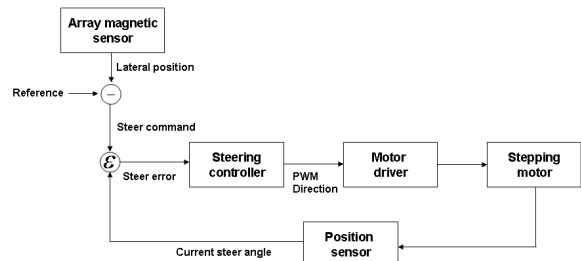 Array magnetic
sensor
Lateral position
Reference
−
Steer command
ε
Steer error
Steering
controller
PWM
Direction
Motor
driver
Stepping
motor
Position
sensor
Current steer angle